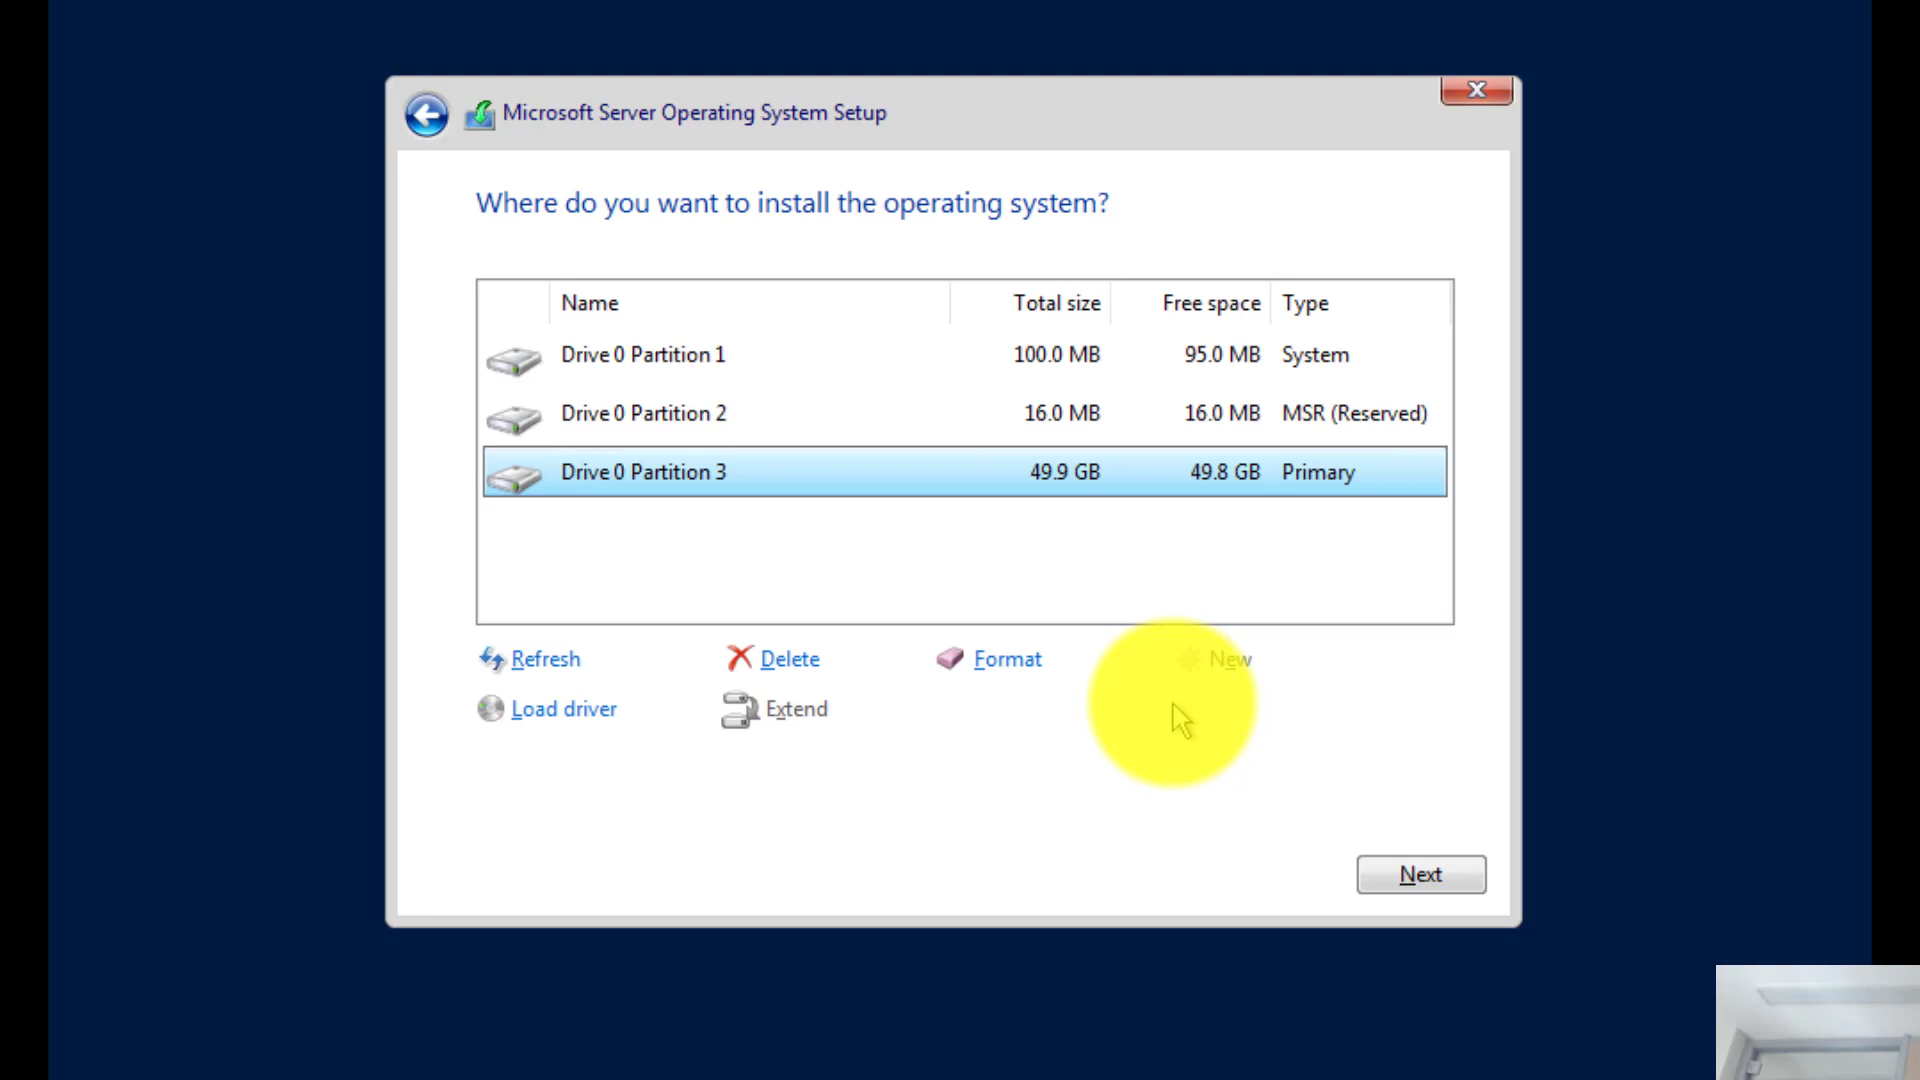 Microsoft Server Operating System Setup
Where do you want to install the operating system?
Name Total size Free space Type
Drive 0 Partition 1 100.0 MB 95.0 MB System
Drive 0 Partition 2 16.0 MB 16.0 MB MSR (Reserved)
Drive 0 Partition 3 49.9 GB 49.8 GB Primary
Refresh Delete Format New
Load driver Extend
Next